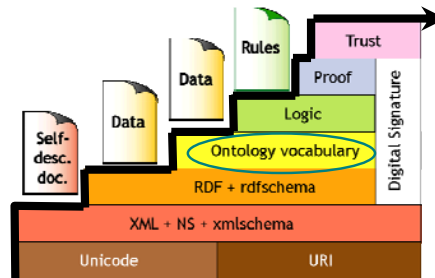 Trust
Rules
Data
Proof
Data
Logic
Self-
desc.
doc.
Ontology vocabulary
Digital Signature
RDF + rdfschema
XML + NS + xmlschema
Unicode
URI